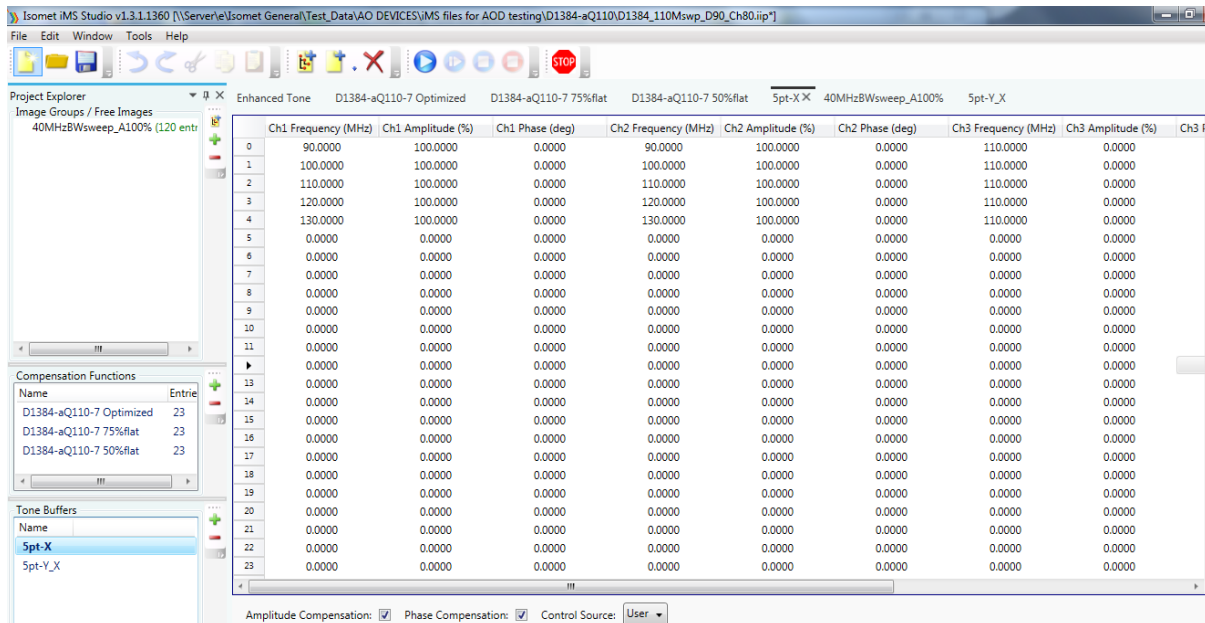 Isomet iMS Studio v1.3.1.1360 [\\Server\e\Isomet General\Test_Data\AO DEVICES\iMS files for AOD testing\D1384-aQ110\D1384_110Mswp_D90_Ch80.iip*]
File Edit Window Tools Help
STOP
Project Explorer
Image Groups / Free Images
40MHzBWsweep_A100% (120 entr
Compensation Functions
Name Entrie
D1384-aQ110-7 Optimized 23
D1384-aQ110-7 75%flat 23
D1384-aQ110-7 50%flat 23
Tone Buffers
Name
5pt-X
5pt-Y_X
Enhanced Tone D1384-aQ110-7 Optimized D1384-aQ110-7 75%flat D1384-aQ110-7 50%flat 5pt-X 40MHzBWsweep_A100% 5pt-Y_X
Ch1 Frequency (MHz) Ch1 Amplitude (%) Ch1 Phase (deg) Ch2 Frequency (MHz) Ch2 Amplitude (%) Ch2 Phase (deg) Ch3 Frequency (MHz) Ch3 Amplitude (%) Ch3 F
0 90.0000 100.0000 0.0000 90.0000 100.0000 0.0000 110.0000 0.0000
1 100.0000 100.0000 0.0000 100.0000 100.0000 0.0000 110.0000 0.0000
2 110.0000 100.0000 0.0000 110.0000 100.0000 0.0000 110.0000 0.0000
3 120.0000 100.0000 0.0000 120.0000 100.0000 0.0000 110.0000 0.0000
4 130.0000 100.0000 0.0000 130.0000 100.0000 0.0000 110.0000 0.0000
5 0.0000 0.0000 0.0000 0.0000 0.0000 0.0000 0.0000 0.0000
6 0.0000 0.0000 0.0000 0.0000 0.0000 0.0000 0.0000 0.0000
7 0.0000 0.0000 0.0000 0.0000 0.0000 0.0000 0.0000 0.0000
8 0.0000 0.0000 0.0000 0.0000 0.0000 0.0000 0.0000 0.0000
9 0.0000 0.0000 0.0000 0.0000 0.0000 0.0000 0.0000 0.0000
10 0.0000 0.0000 0.0000 0.0000 0.0000 0.0000 0.0000 0.0000
11 0.0000 0.0000 0.0000 0.0000 0.0000 0.0000 0.0000 0.0000
0.0000 0.0000 0.0000 0.0000 0.0000 0.0000 0.0000 0.0000
13 0.0000 0.0000 0.0000 0.0000 0.0000 0.0000 0.0000 0.0000
14 0.0000 0.0000 0.0000 0.0000 0.0000 0.0000 0.0000 0.0000
15 0.0000 0.0000 0.0000 0.0000 0.0000 0.0000 0.0000 0.0000
16 0.0000 0.0000 0.0000 0.0000 0.0000 0.0000 0.0000 0.0000
17 0.0000 0.0000 0.0000 0.0000 0.0000 0.0000 0.0000 0.0000
18 0.0000 0.0000 0.0000 0.0000 0.0000 0.0000 0.0000 0.0000
19 0.0000 0.0000 0.0000 0.0000 0.0000 0.0000 0.0000 0.0000
20 0.0000 0.0000 0.0000 0.0000 0.0000 0.0000 0.0000 0.0000
21 0.0000 0.0000 0.0000 0.0000 0.0000 0.0000 0.0000 0.0000
22 0.0000 0.0000 0.0000 0.0000 0.0000 0.0000 0.0000 0.0000
23 0.0000 0.0000 0.0000 0.0000 0.0000 0.0000 0.0000 0.0000
Amplitude Compensation: Phase Compensation: Control Source: User